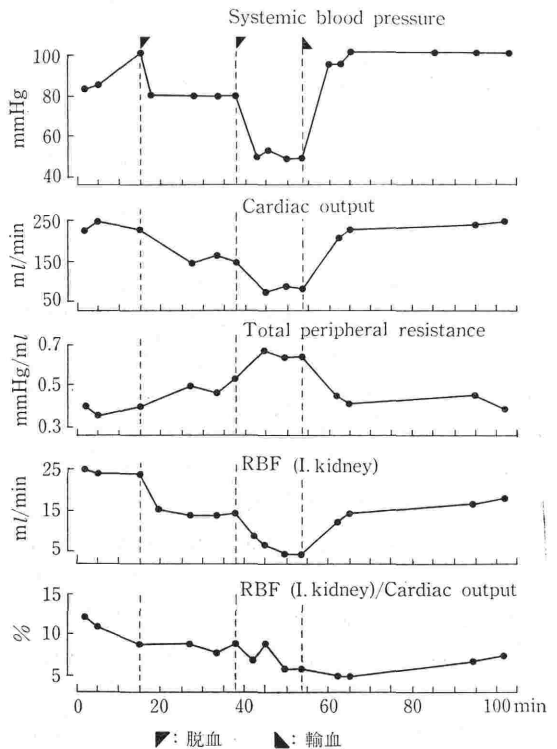 Systemic blood pressure
100
80
60
40
mmHg
Cardiac output
250
150
50
ml/min
Total peripheral resistance
0.7
0.5
0.3
mmHg/ml
RBF (I. kidney)
25
15
5
ml/min
RBF (I. kidney)/Cardiac output
15
10
5
%
0 20 40 60 80 100 min
: 脱血 : 輸血